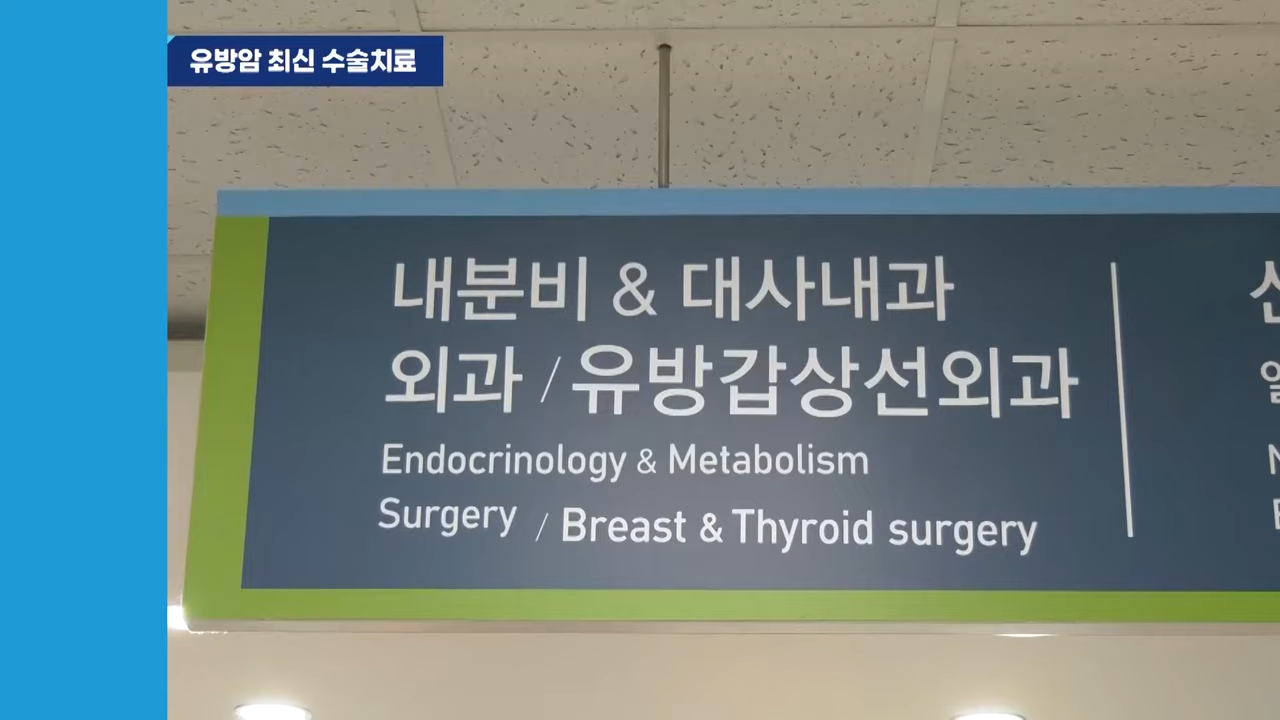 유방암 최신 수술치료
내분비 & 대사내과
외과 / 유방갑상선외과
Endocrinology & Metabolism
Surgery / Breast & Thyroid surgery